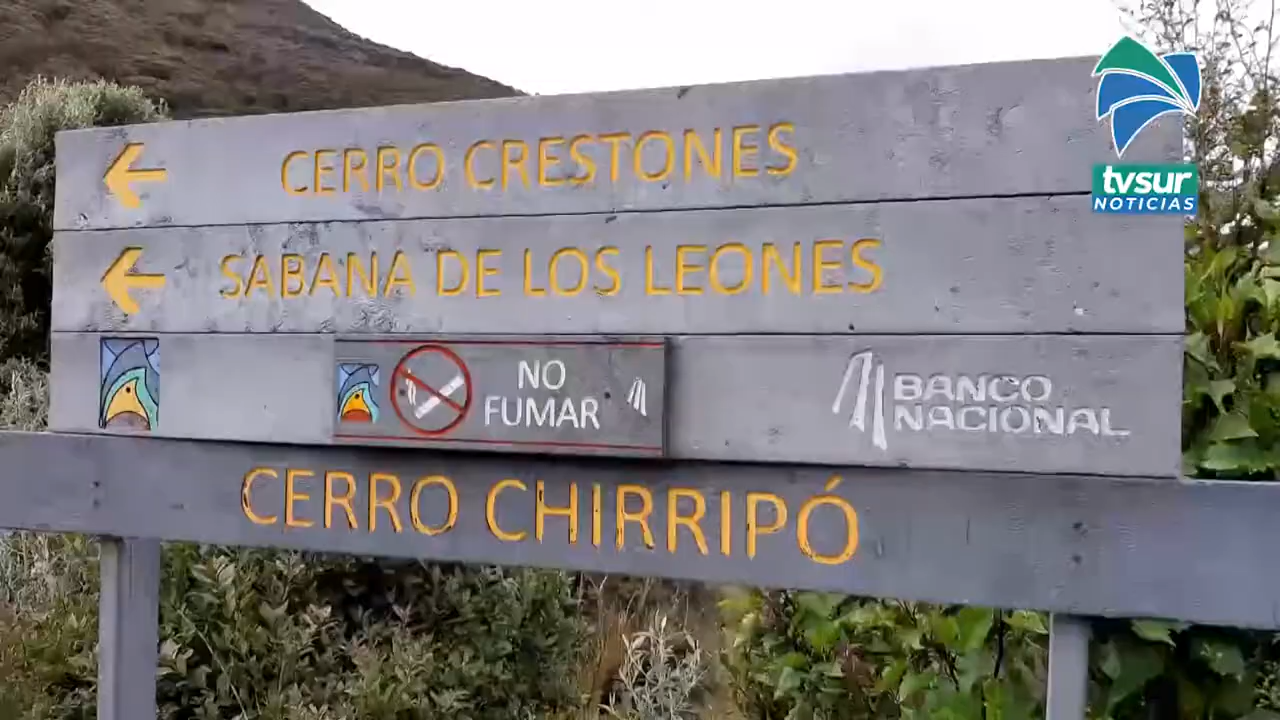 CERRO CRESTONES
tvsur
NOTICIAS
SABANA DE LOS LEONES
NO
FUMAR
BANCO
NACIONAL
CERRO CHIRRIPÓ